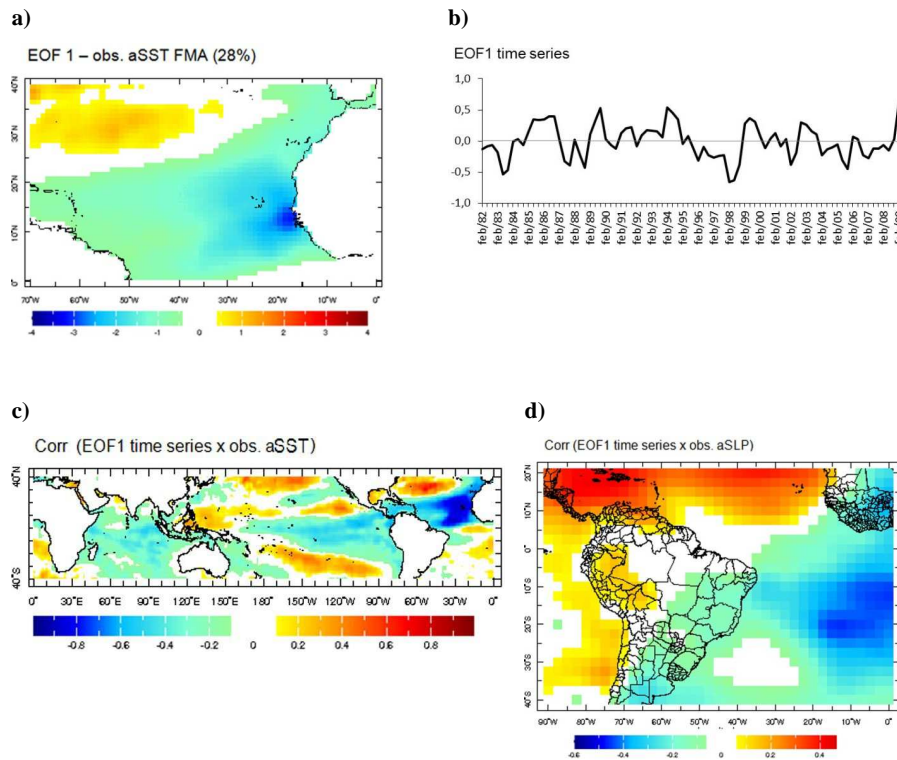 a)
EOF 1 – obs. aSST FMA (28%)
40°N
30°N
20°N
10°N
0°
70°W 60°W 50°W 40°W 30°W 20°W 10°W 0°
-4 -3 -2 -1 0 1 2 3 4
b)
EOF1 time series
1,0
0,5
0,0
-0,5
-1,0
feb/82 feb/83 feb/84 feb/85 feb/86 feb/87 feb/88 feb/89 feb/90 feb/91 feb/92 feb/93 feb/94 feb/95 feb/96 feb/97 feb/98 feb/99 feb/00 feb/01 feb/02 feb/03 feb/04 feb/05 feb/06 feb/07 feb/08
c)
Corr (EOF1 time series x obs. aSST)
40°N
0°
40°S
0° 30°E 60°E 90°E 120°E 150°E 180° 150°W 120°W 90°W 60°W 30°W 0°
-0.8 -0.6 -0.4 -0.2 0 0.2 0.4 0.6 0.8
d)
Corr (EOF1 time series x obs. aSLP)
20°N
10°N
0°
10°S
20°S
30°S
40°S
90°W 80°W 70°W 60°W 50°W 40°W 30°W 20°W 10°W 0°
-0.6 -0.4 -0.2 0 0.2 0.4